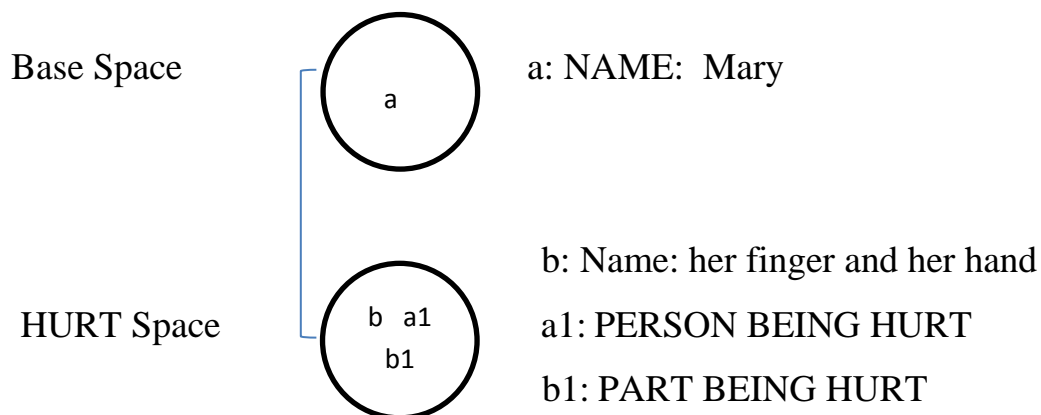 Base Space
a
a: NAME: Mary
b: Name: her finger and her hand
HURT Space
b a1
a1: PERSON BEING HURT
b1
b1: PART BEING HURT